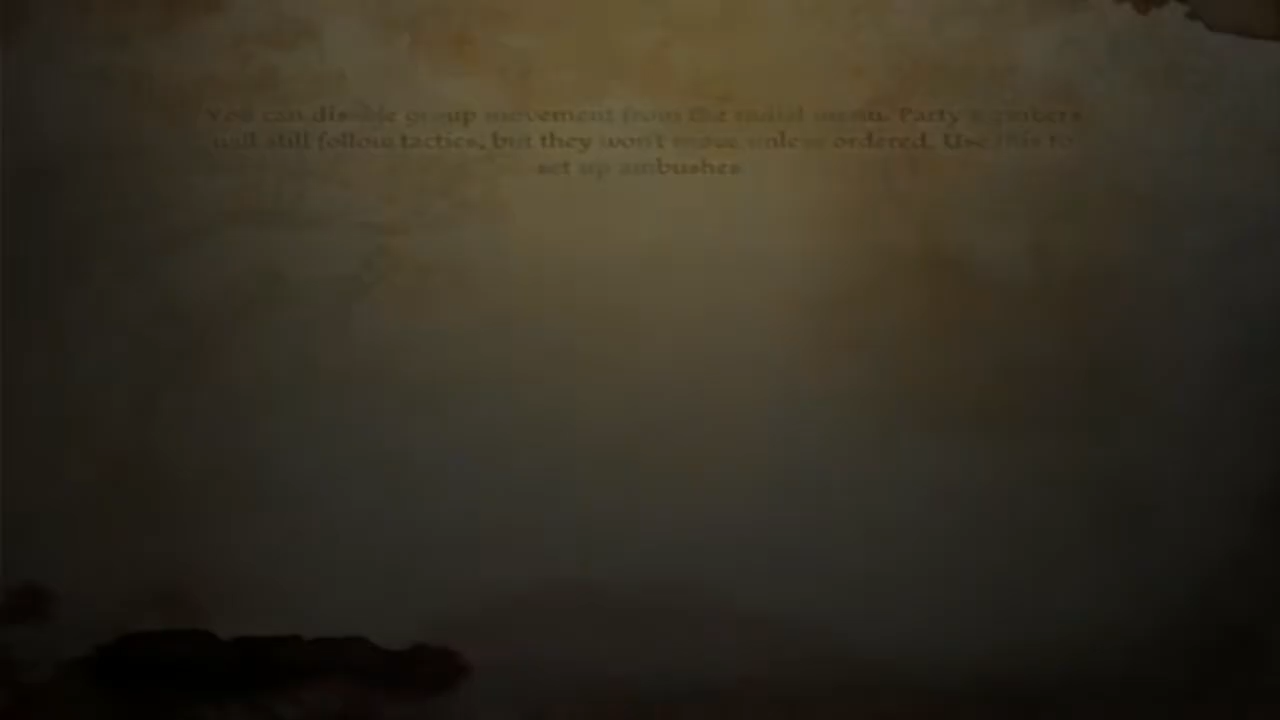 You can disable group movement from the radial menu. Party members
will still follow tactics, but they won't move unless ordered. Use this to
set up ambushes